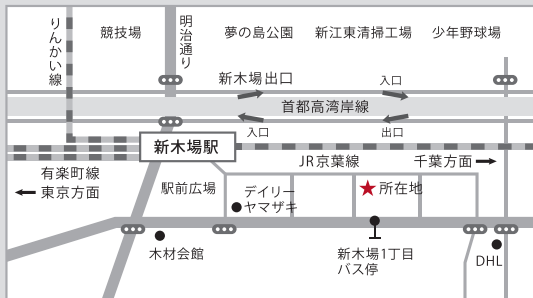 りんかい線
競技場
明治通り
夢の島公園
新江東清掃工場
少年野球場
新木場出口
入口
首都高湾岸線
入口
出口
新木場駅
有楽町線
東京方面
JR京葉線
千葉方面
駅前広場
デイリー
ヤマザキ
所在地
木材会館
新木場1丁目
バス停
DHL